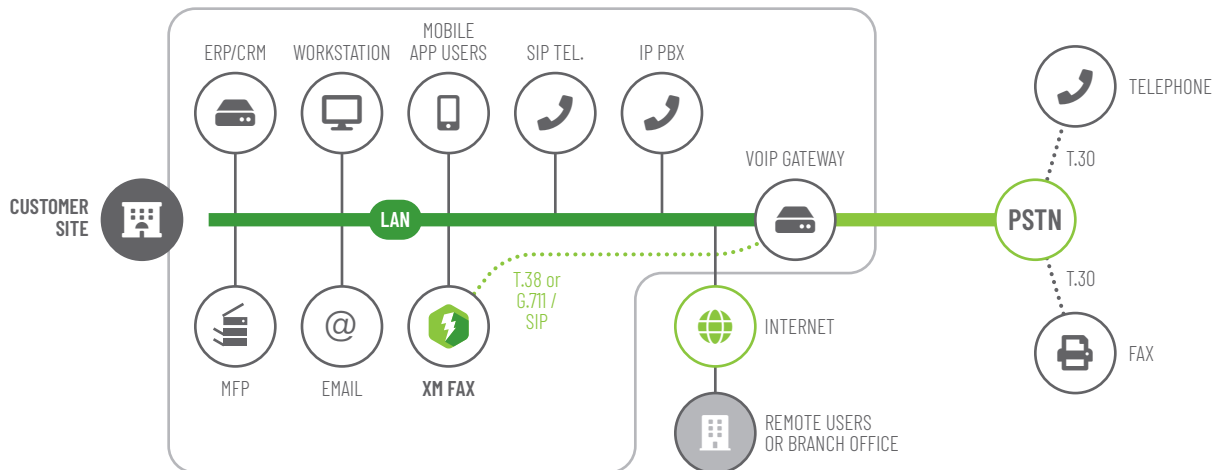 MOBILE
ERP/CRM WORKSTATION APP USERS SIP TEL. IP PBX
TELEPHONE
VOIP GATEWAY
T.30
CUSTOMER
SITE
LAN
PSTN
T.38 or
G.711 /
SIP
T.30
@
INTERNET
FAX
MFP EMAIL XM FAX
REMOTE USERS
OR BRANCH OFFICE